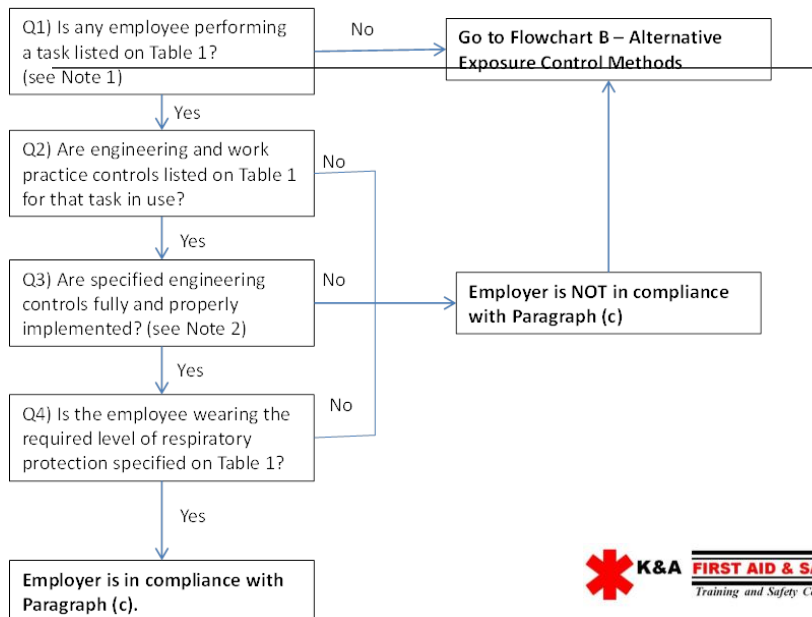 Q1) Is any employee performing
a task listed on Table 1?
(see Note 1)
No
Go to Flowchart B – Alternative
Exposure Control Methods
Yes
Q2) Are engineering and work
practice controls listed on Table 1
for that task in use?
No
Yes
Q3) Are specified engineering
controls fully and properly
implemented? (see Note 2)
No
Employer is NOT in compliance
with Paragraph (c)
Yes
Q4) Is the employee wearing the
required level of respiratory
protection specified on Table 1?
No
Yes
Employer is in compliance with
Paragraph (c).
K&A FIRST AID & SA
Training and Safety Co